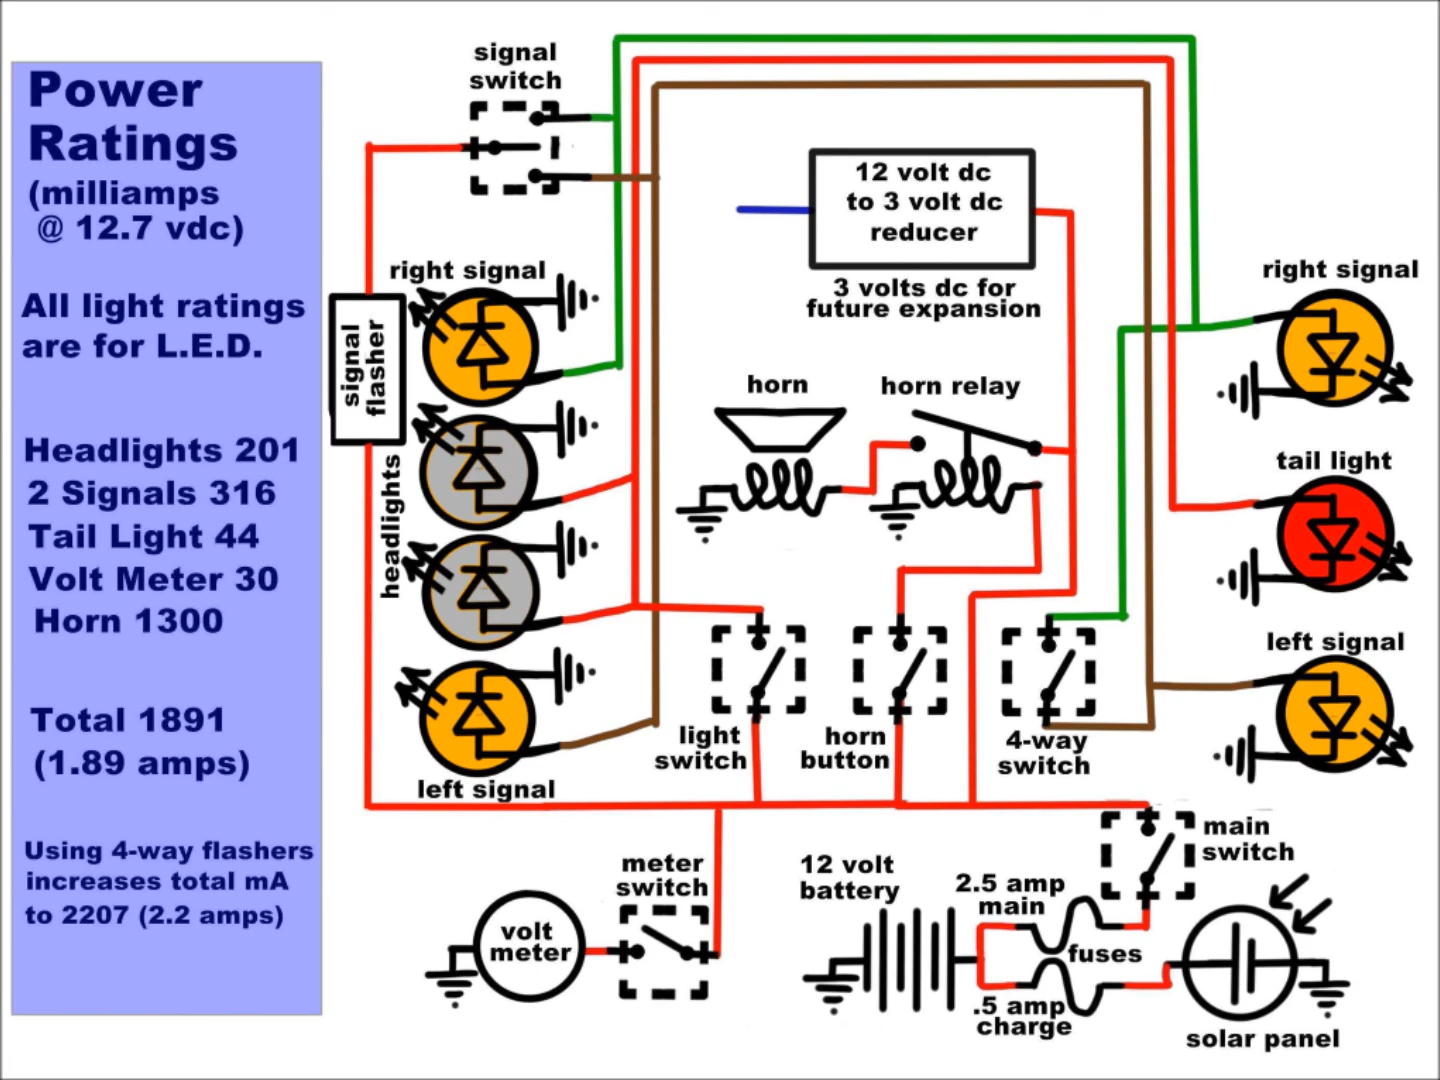 Power
Ratings
(milliamps
@ 12.7 vdc)
All light ratings
are for L.E.D.
Headlights 201
2 Signals 316
Tail Light 44
Volt Meter 30
Horn 1300
Total 1891
(1.89 amps)
Using 4-way flashers
increases total mA
to 2207 (2.2 amps)
signal
switch
right signal
signal
flasher
headlights
left signal
12 volt dc
to 3 volt dc
reducer
3 volts dc for
future expansion
horn
horn relay
light
switch
horn
button
4-way
switch
right signal
tail light
left signal
main
switch
meter
switch
volt
meter
12 volt
battery
2.5 amp
main
fuses
.5 amp
charge
solar panel